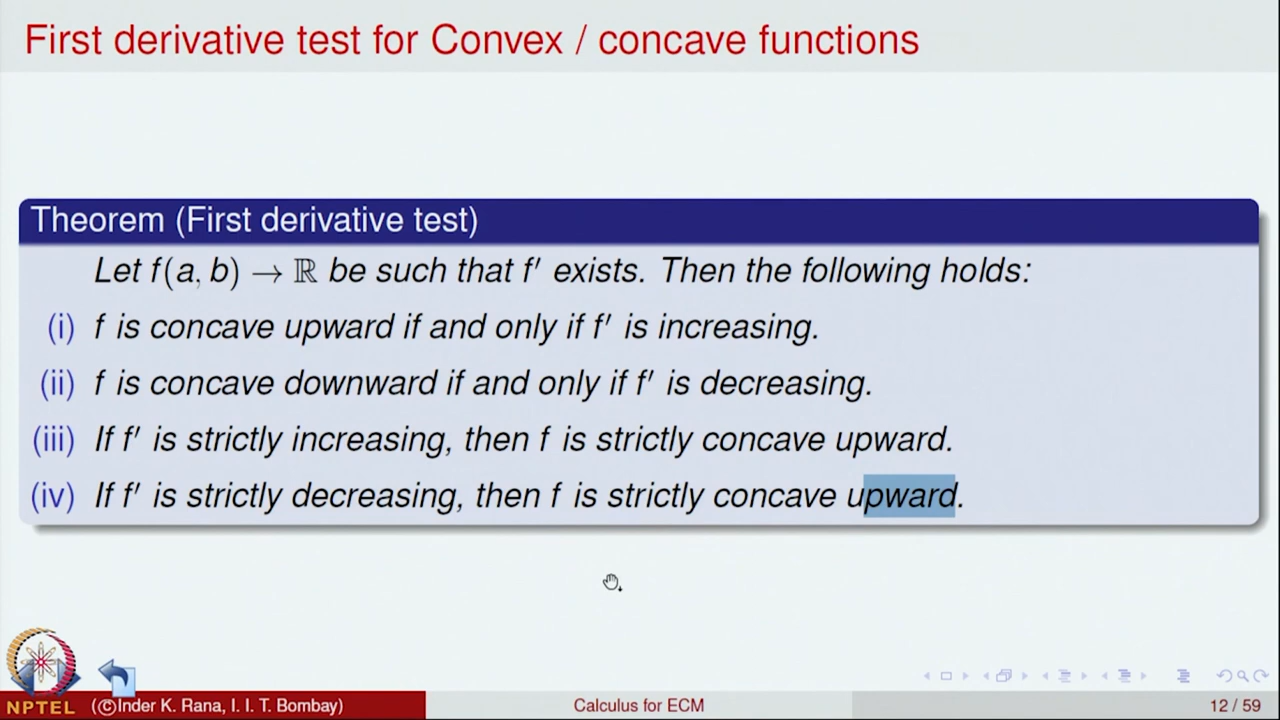 First derivative test for Convex / concave functions
Theorem (First derivative test)
Let f(a, b) → ℝ be such that f′ exists. Then the following holds:
(i) f is concave upward if and only if f′ is increasing.
(ii) f is concave downward if and only if f′ is decreasing.
(iii) If f′ is strictly increasing, then f is strictly concave upward.
(iv) If f′ is strictly decreasing, then f is strictly concave upward.
NPTEL
(©Inder K. Rana, I. I. T. Bombay)
Calculus for ECM
12 / 59